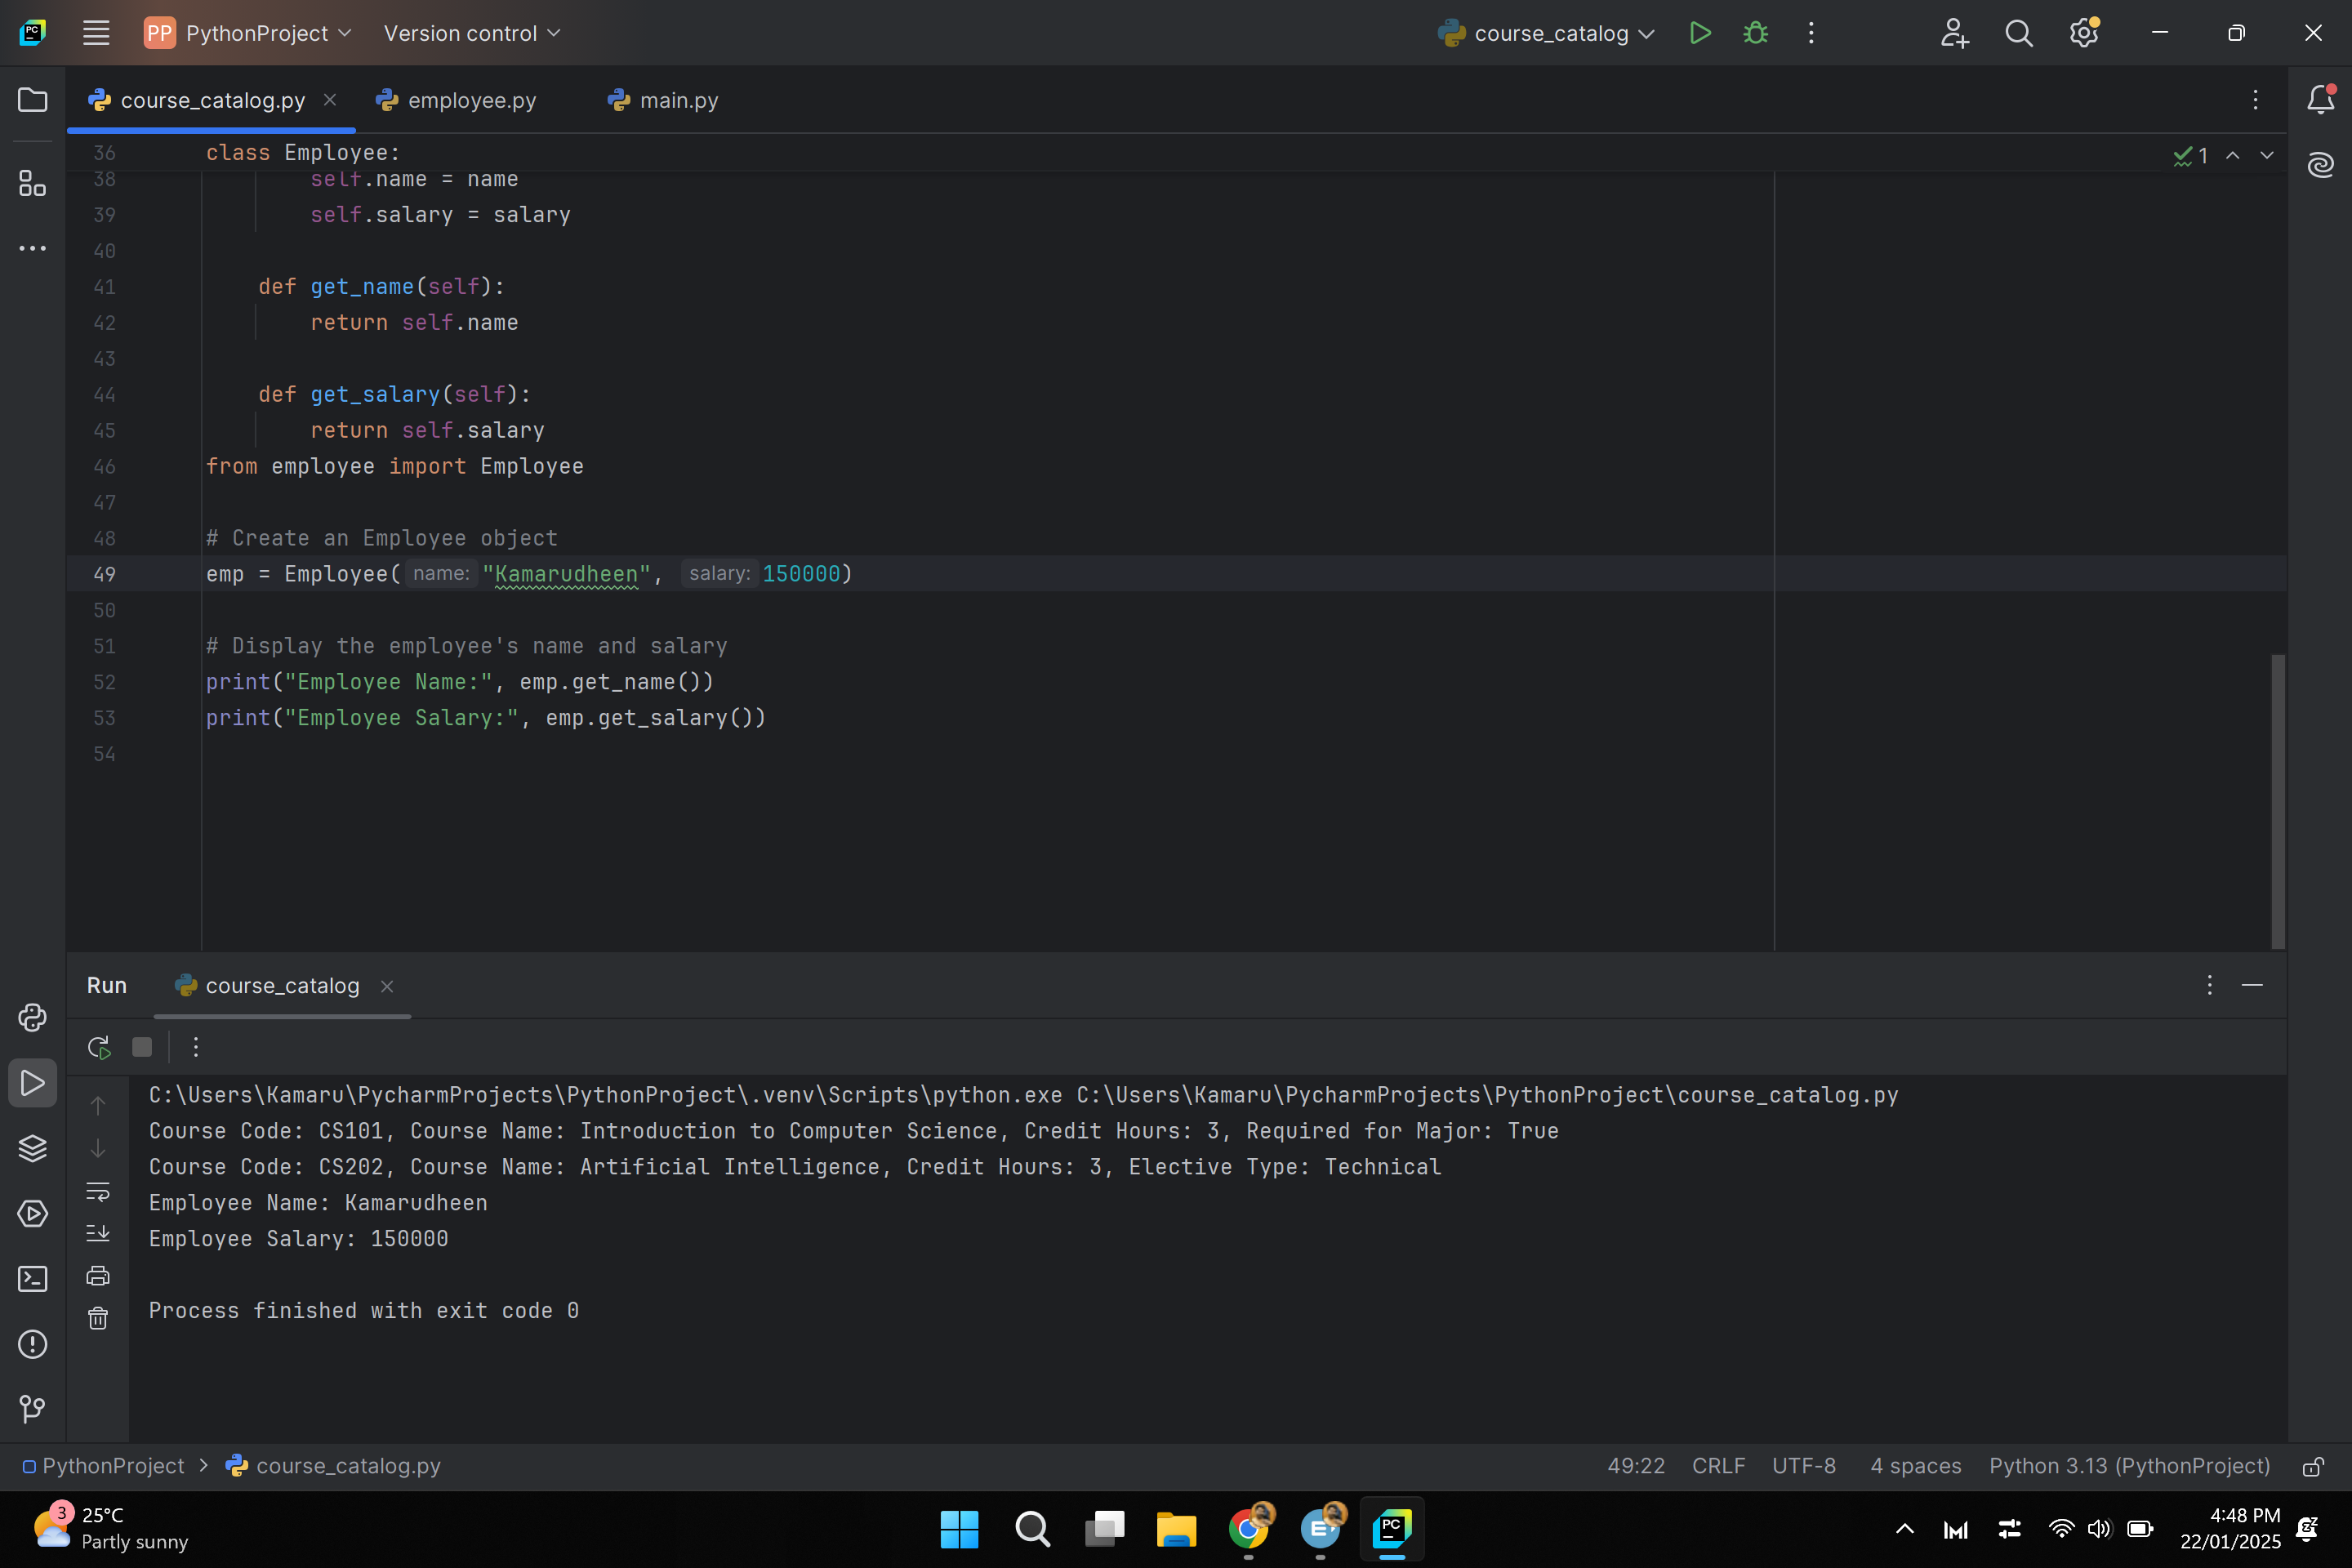 PC
PP PythonProject Version control course_catalog
course_catalog.py employee.py main.py
36 class Employee: 1
38 self.name = name
39 self.salary = salary
40
41 def get_name(self):
42 return self.name
43
44 def get_salary(self):
45 return self.salary
46 from employee import Employee
47
48 # Create an Employee object
49 emp = Employee( name: "Kamarudheen", salary: 150000)
50
51 # Display the employee's name and salary
52 print("Employee Name:", emp.get_name())
53 print("Employee Salary:", emp.get_salary())
54
Run course_catalog
C:\Users\Kamaru\PycharmProjects\PythonProject\.venv\Scripts\python.exe C:\Users\Kamaru\PycharmProjects\PythonProject\course_catalog.py
Course Code: CS101, Course Name: Introduction to Computer Science, Credit Hours: 3, Required for Major: True
Course Code: CS202, Course Name: Artificial Intelligence, Credit Hours: 3, Elective Type: Technical
Employee Name: Kamarudheen
Employee Salary: 150000
Process finished with exit code 0
PythonProject > course_catalog.py 49:22 CRLF UTF-8 4 spaces Python 3.13 (PythonProject)
3 25°C E PC 4:48 PM
Partly sunny 22/01/2025